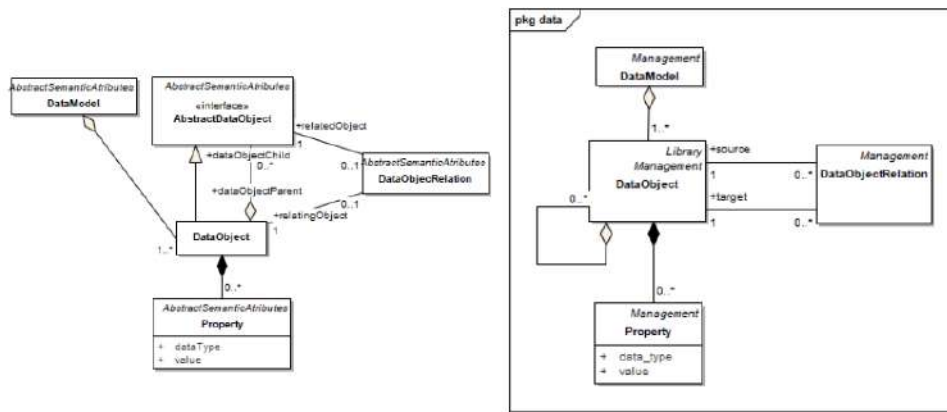 AbstractSemanticAtributes
DataModel
AbstractSemanticAtributes
«interface»
AbstractDataObject
+relatedObject
1
+dataObjectChild
0..*
0..1
AbstractSemanticAtributes
DataObjecRelation
+dataObjectParent
0..1
+relatingObject
1
1..*
DataObject
0..*
AbstractSemanticAtributes
Property
+ dataType
+ value
pkg data
Management
DataModel
1..*
Library
Management
DataObject
+source
1
0..*
+target
1
0..*
Management
DataObjectRelation
0..*
0..*
Management
Property
+ data_type
+ value